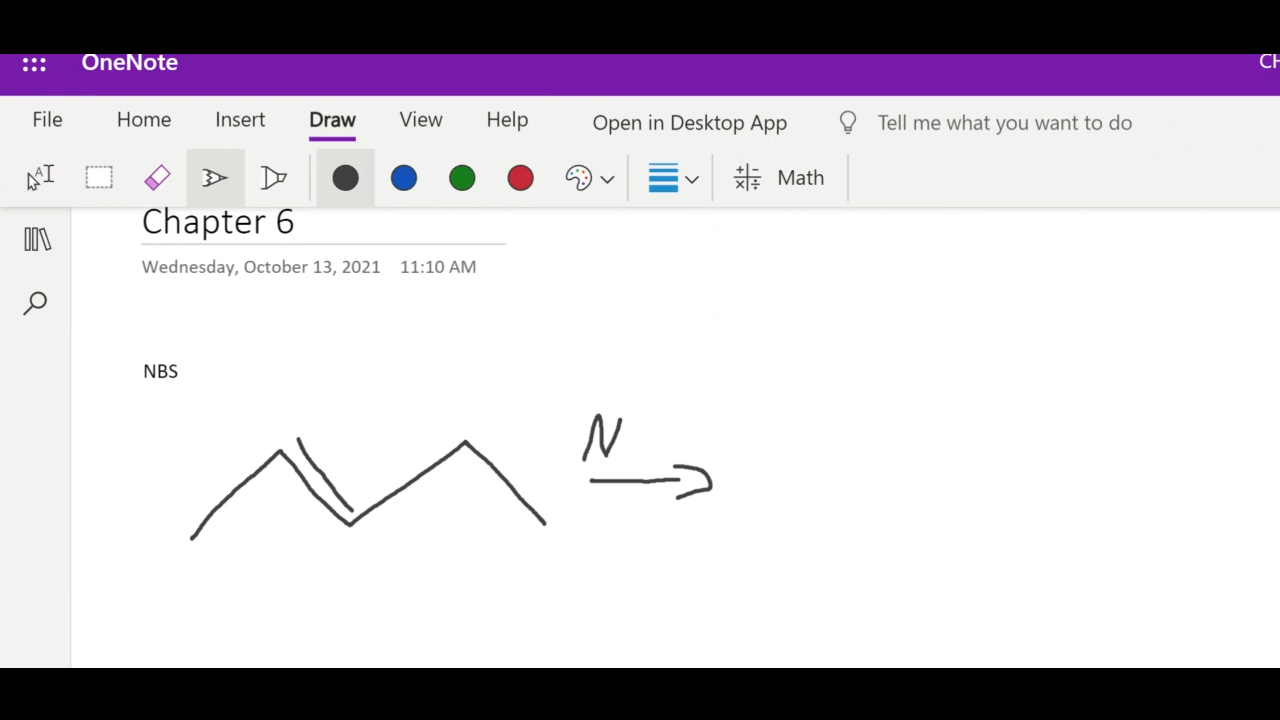 OneNote
CH
File Home Insert Draw View Help Open in Desktop App Tell me what you want to do
Math
Chapter 6
Wednesday, October 13, 2021 11:10 AM
NBS
N